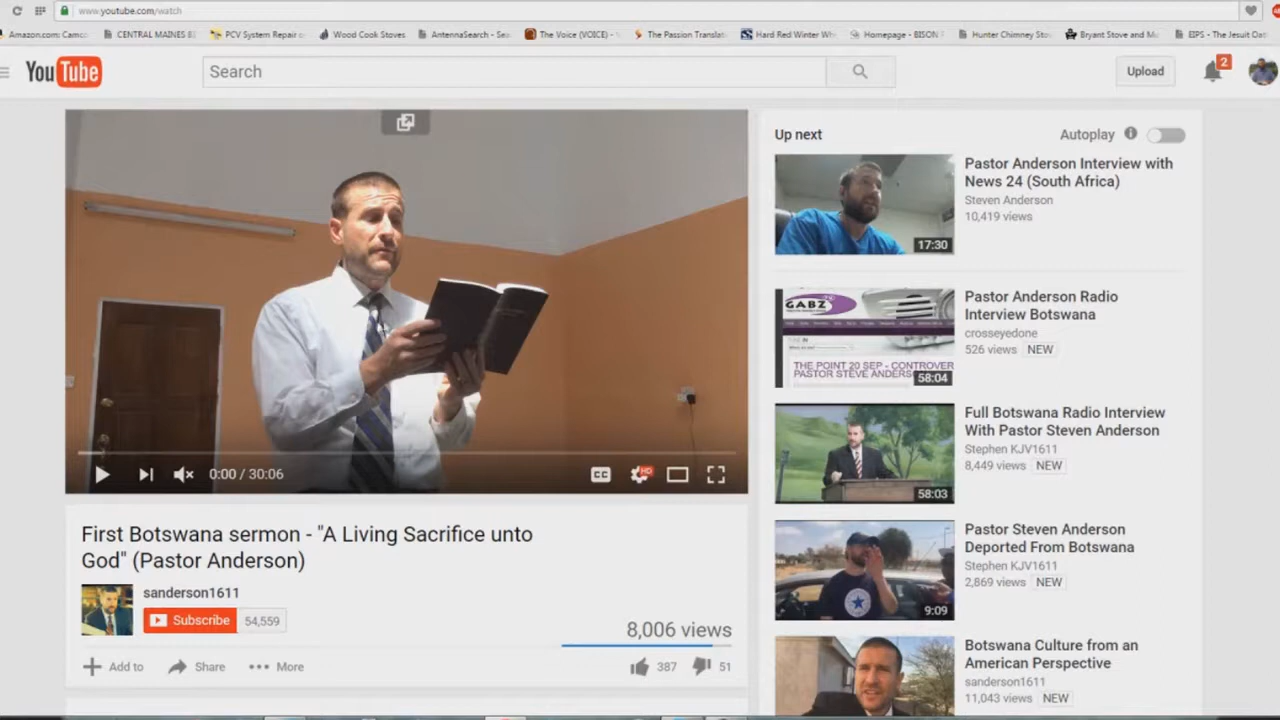 www.youtube.com/watch
Amazon.com: Camco
CENTRAL MAINES E
PCV System Repair o
Wood Cook Stoves
AntennaSearch - Sea
The Voice (VOICE) -
The Passion Translati
Hard Red Winter Wh
Homepage - BISON
Hunter Chimney Sto
Bryant Stove and Mu
EIPS - The Jesuit Oat
YouTube
Search
Upload
2
0:00 / 30:06
CC
HD
First Botswana sermon - "A Living Sacrifice unto
God" (Pastor Anderson)
sanderson1611
Subscribe
54,559
8,006 views
Add to
Share
More
387
51
Up next
Autoplay
Pastor Anderson Interview with
News 24 (South Africa)
Steven Anderson
10,419 views
17:30
Pastor Anderson Radio
Interview Botswana
crosseyedone
526 views NEW
GABZ
THE POINT 20 SEP - CONTROVER
PASTOR STEVE ANDERS
58:04
Full Botswana Radio Interview
With Pastor Steven Anderson
Stephen KJV1611
8,449 views NEW
58:03
Pastor Steven Anderson
Deported From Botswana
Stephen KJV1611
2,869 views NEW
9:09
Botswana Culture from an
American Perspective
sanderson1611
11,043 views NEW